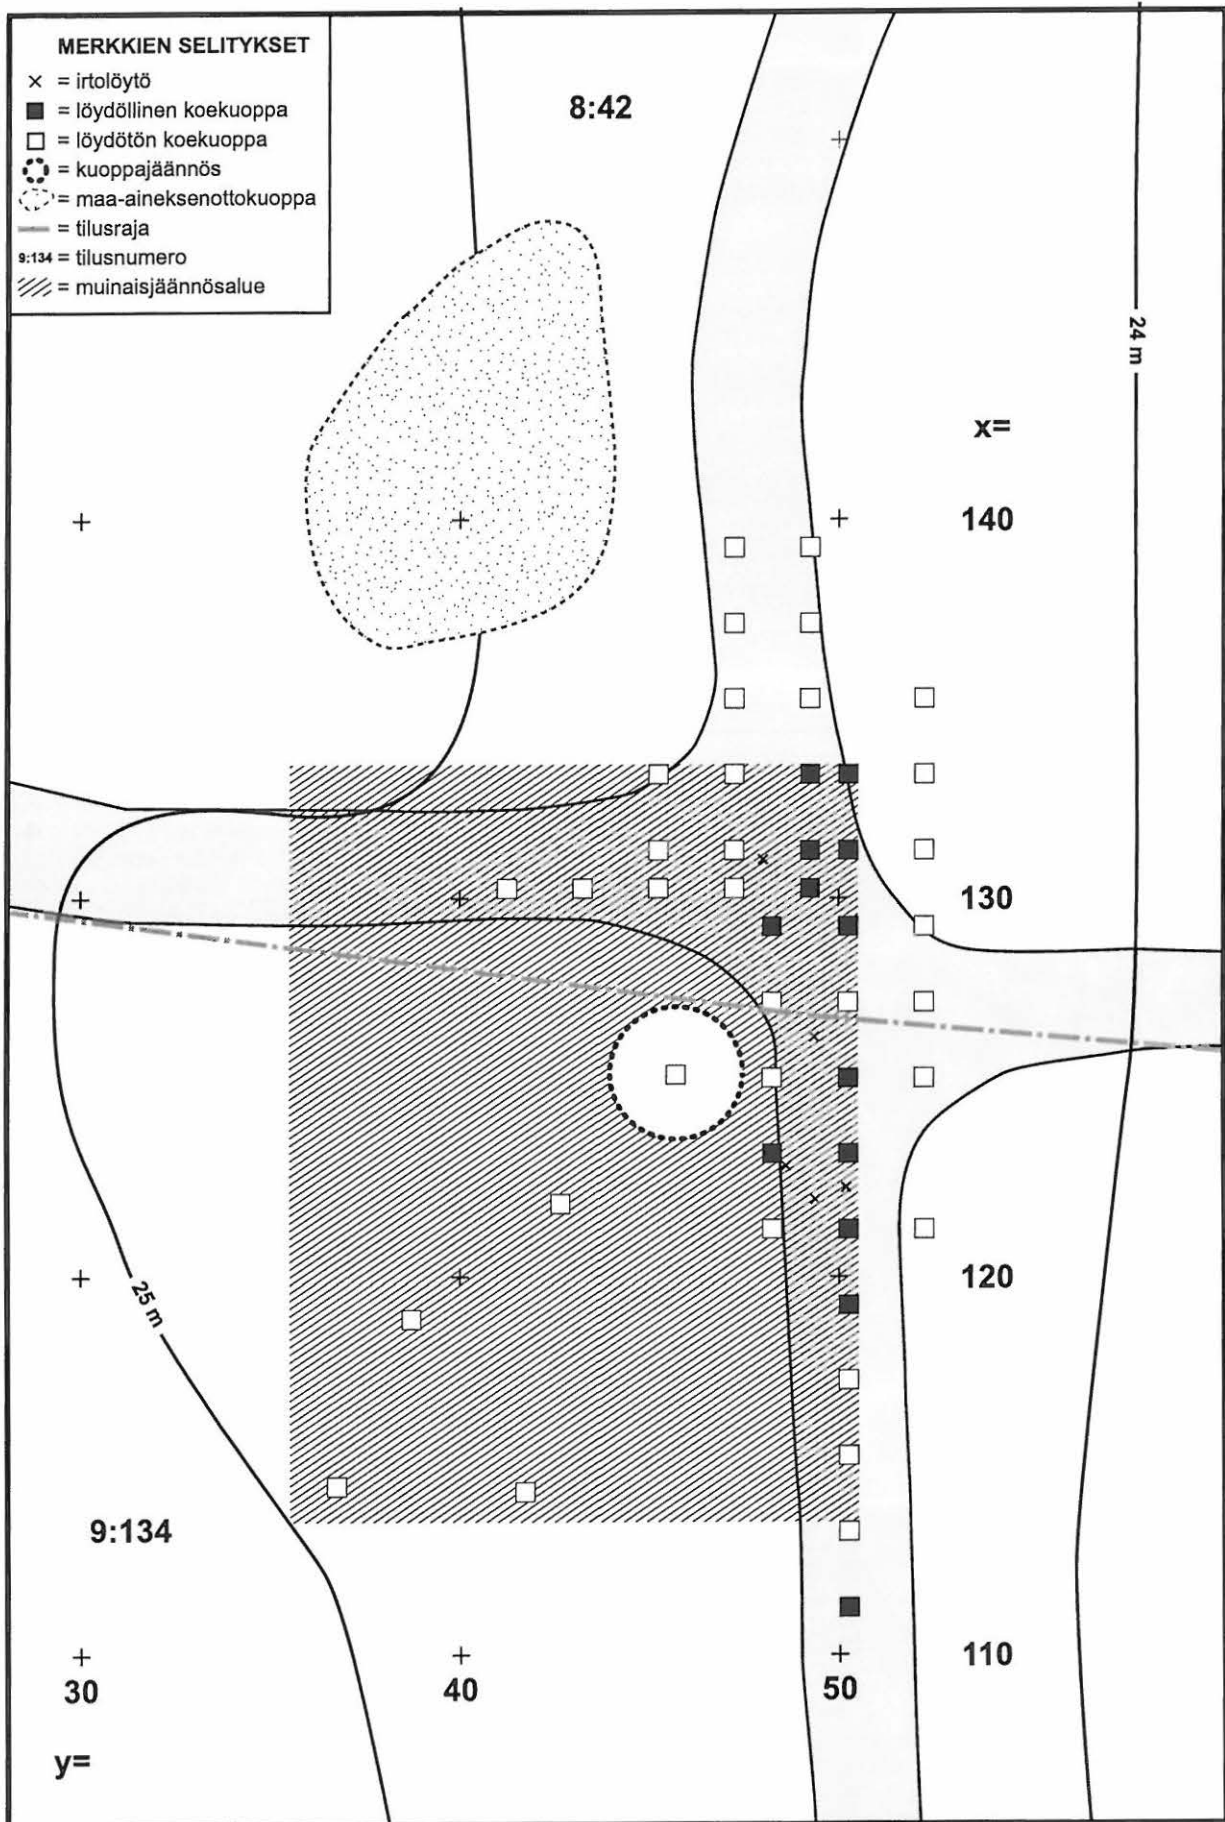 MERKKIEN SELITYKSET
× = irtolöytö
= löydöllinen koekuoppa
= löydötön koekuoppa
= kuoppajäännös
= maa-aineksenottokuoppa
= tilusraja
9:134 = tilusnumero
= muinaisjäännösalue
8:42
24 m
x=
140
130
120
25 m
9:134
110
30
40
50
y=